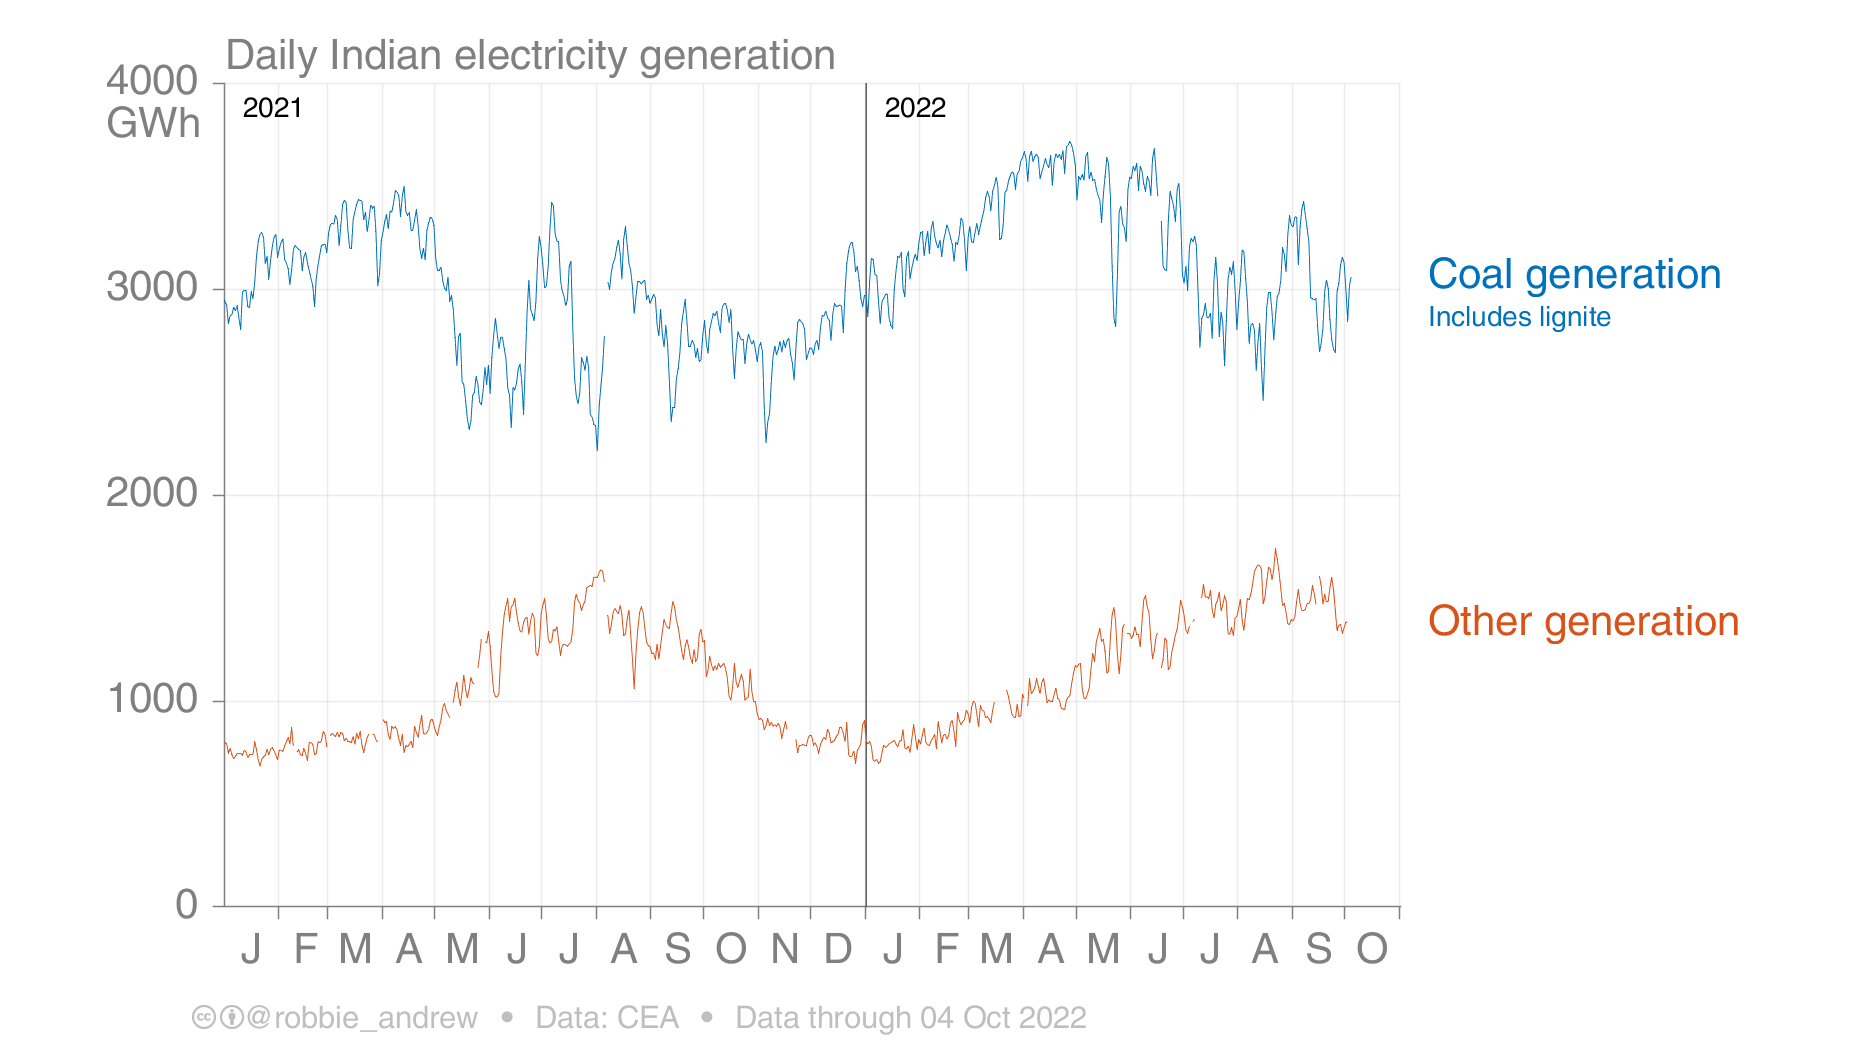 Daily Indian electricity generation
4000
GWh
2021
2022
3000
2000
1000
0
Coal generation
Includes lignite
Other generation
J F M A M J J A S O N D J F M A M J J A S O
cc @robbie_andrew • Data: CEA • Data through 04 Oct 2022